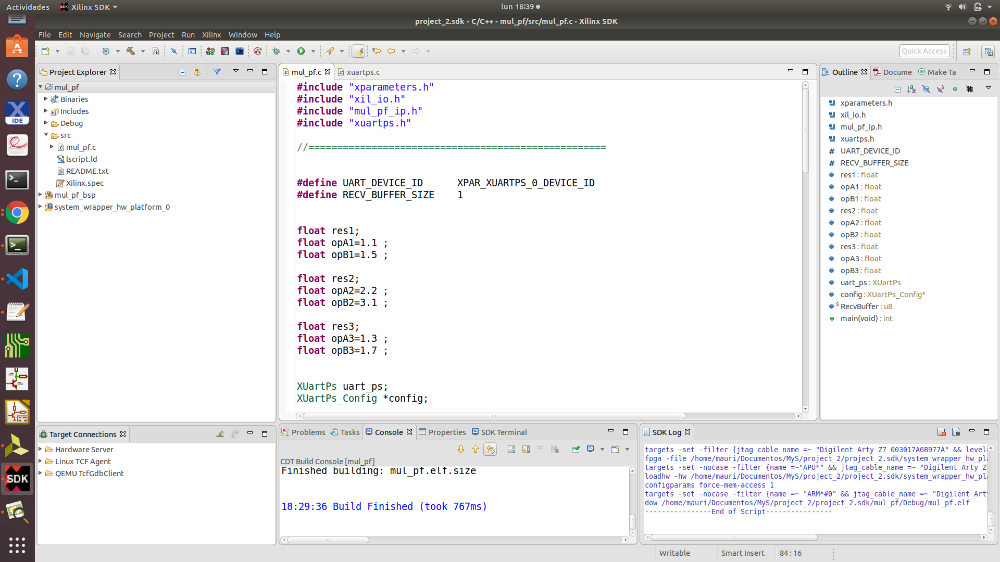 Actividades
Xilinx SDK
lun 18:39
project_2.sdk - C/C++ - mul_pf/src/mul_pf.c - Xilinx SDK
File Edit Navigate Search Project Run Xilinx Window Help
Quick Access
Project Explorer
mul_pf
Binaries
Includes
Debug
src
mul_pf.c
lscript.ld
README.txt
Xilinx.spec
mul_pf_bsp
system_wrapper_hw_platform_0
mul_pf.c
xuartps.c
#include "xparameters.h"
#include "xil_io.h"
#include "mul_pf_ip.h"
#include "xuartps.h"
//====================================================
#define UART_DEVICE_ID      XPAR_XUARTPS_0_DEVICE_ID
#define RECV_BUFFER_SIZE    1
float res1;
float opA1=1.1 ;
float opB1=1.5 ;
float res2;
float opA2=2.2 ;
float opB2=3.1 ;
float res3;
float opA3=1.3 ;
float opB3=1.7 ;
XUartPs uart_ps;
XUartPs_Config *config;
Outline
Docume
Make Ta
xparameters.h
xil_io.h
mul_pf_ip.h
xuartps.h
UART_DEVICE_ID
RECV_BUFFER_SIZE
res1 : float
opA1 : float
opB1 : float
res2 : float
opA2 : float
opB2 : float
res3 : float
opA3 : float
opB3 : float
uart_ps : XUartPs
config : XUartPs_Config*
RecvBuffer : u8
main(void) : int
Target Connections
Hardware Server
Linux TCF Agent
QEMU TcfGdbClient
Problems
Tasks
Console
Properties
SDK Terminal
CDT Build Console [mul_pf]
Finished building: mul_pf.elf.size
18:29:36 Build Finished (took 767ms)
SDK Log
targets -set -filter {jtag_cable_name =~ "Digilent Arty Z7 003017A6B977A" && level=
fpga -file /home/mauri/Documentos/MyS/project_2/project_2.sdk/system_wrapper_hw_pla
targets -set -nocase -filter {name =~"APU*" && jtag_cable_name =~ "Digilent Arty Z
loadhw -hw /home/mauri/Documentos/MyS/project_2/project_2.sdk/system_wrapper_hw_pla
configparams force-mem-access 1
targets -set -nocase -filter {name =~ "ARM*#0" && jtag_cable_name =~ "Digilent Arty
dow /home/mauri/Documentos/MyS/project_2/project_2.sdk/mul_pf/Debug/mul_pf.elf
----------------End of Script----------------
Writable
Smart Insert
84 : 16
IDE
SDK